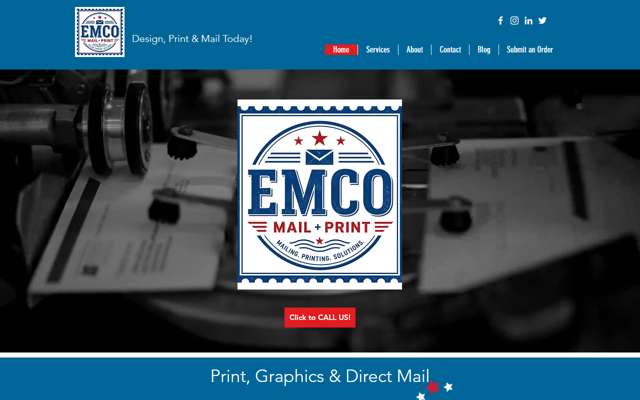 EMCO
MAIL + PRINT
Design, Print & Mail Today!
Home
Services
About
Contact
Blog
Submit an Order
EMCO
MAIL + PRINT
MAILING. PRINTING. SOLUTIONS.
Click to CALL US!
Print, Graphics & Direct Mail